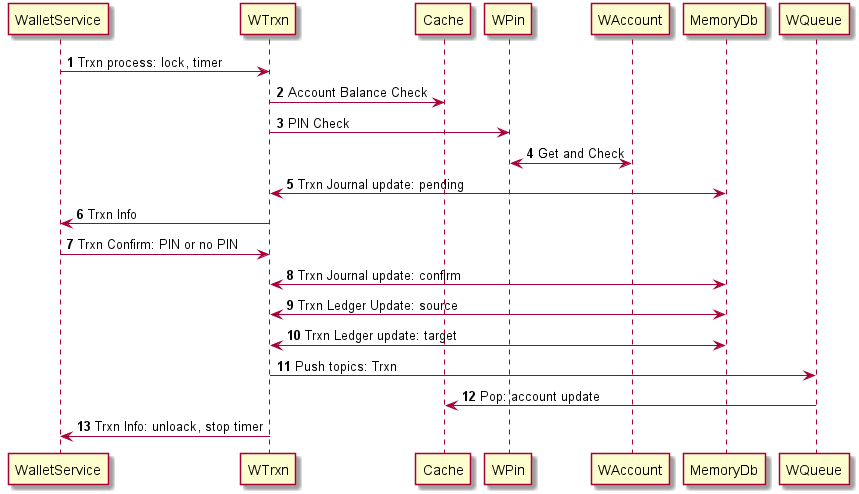 WalletService WTrxn Cache WPin WAccount MemoryDb WQueue
1 Trxn process: lock, timer
2 Account Balance Check
3 PIN Check
4 Get and Check
5 Trxn Journal update: pending
6 Trxn Info
7 Trxn Confirm: PIN or no PIN
8 Trxn Journal update: confirm
9 Trxn Ledger Update: source
10 Trxn Ledger update: target
11 Push topics: Trxn
12 Pop: account update
13 Trxn Info: unloack, stop timer
WalletService WTrxn Cache WPin WAccount MemoryDb WQueue